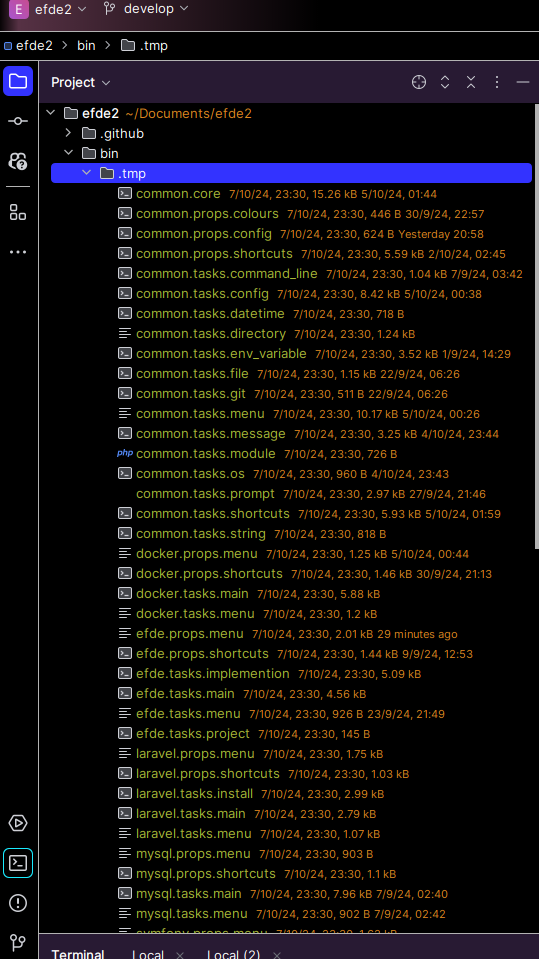 E efde2 develop
efde2 bin .tmp
Project
efde2 ~/Documents/efde2
.github
bin
.tmp
common.core 7/10/24, 23:30, 15.26 kB 5/10/24, 01:44
common.props.colours 7/10/24, 23:30, 446 B 30/9/24, 22:57
common.props.config 7/10/24, 23:30, 624 B Yesterday 20:58
common.props.shortcuts 7/10/24, 23:30, 5.59 kB 2/10/24, 02:45
common.tasks.command_line 7/10/24, 23:30, 1.04 kB 7/9/24, 03:42
common.tasks.config 7/10/24, 23:30, 8.42 kB 5/10/24, 00:38
common.tasks.datetime 7/10/24, 23:30, 718 B
common.tasks.directory 7/10/24, 23:30, 1.24 kB
common.tasks.env_variable 7/10/24, 23:30, 3.52 kB 1/9/24, 14:29
common.tasks.file 7/10/24, 23:30, 1.15 kB 22/9/24, 06:26
common.tasks.git 7/10/24, 23:30, 511 B 22/9/24, 06:26
common.tasks.menu 7/10/24, 23:30, 10.17 kB 5/10/24, 00:26
common.tasks.message 7/10/24, 23:30, 3.25 kB 4/10/24, 23:44
php common.tasks.module 7/10/24, 23:30, 726 B
common.tasks.os 7/10/24, 23:30, 960 B 4/10/24, 23:43
common.tasks.prompt 7/10/24, 23:30, 2.97 kB 27/9/24, 21:46
common.tasks.shortcuts 7/10/24, 23:30, 5.93 kB 5/10/24, 01:59
common.tasks.string 7/10/24, 23:30, 818 B
docker.props.menu 7/10/24, 23:30, 1.25 kB 5/10/24, 00:44
docker.props.shortcuts 7/10/24, 23:30, 1.46 kB 30/9/24, 21:13
docker.tasks.main 7/10/24, 23:30, 5.88 kB
docker.tasks.menu 7/10/24, 23:30, 1.2 kB
efde.props.menu 7/10/24, 23:30, 2.01 kB 29 minutes ago
efde.props.shortcuts 7/10/24, 23:30, 1.44 kB 9/9/24, 12:53
efde.tasks.implemention 7/10/24, 23:30, 5.09 kB
efde.tasks.main 7/10/24, 23:30, 4.56 kB
efde.tasks.menu 7/10/24, 23:30, 926 B 23/9/24, 21:49
efde.tasks.project 7/10/24, 23:30, 145 B
laravel.props.menu 7/10/24, 23:30, 1.75 kB
laravel.props.shortcuts 7/10/24, 23:30, 1.03 kB
laravel.tasks.install 7/10/24, 23:30, 2.99 kB
laravel.tasks.main 7/10/24, 23:30, 2.79 kB
laravel.tasks.menu 7/10/24, 23:30, 1.07 kB
mysql.props.menu 7/10/24, 23:30, 903 B
mysql.props.shortcuts 7/10/24, 23:30, 1.1 kB
mysql.tasks.main 7/10/24, 23:30, 7.96 kB 7/9/24, 02:40
mysql.tasks.menu 7/10/24, 23:30, 902 B 7/9/24, 02:42
Terminal Local Local (2)